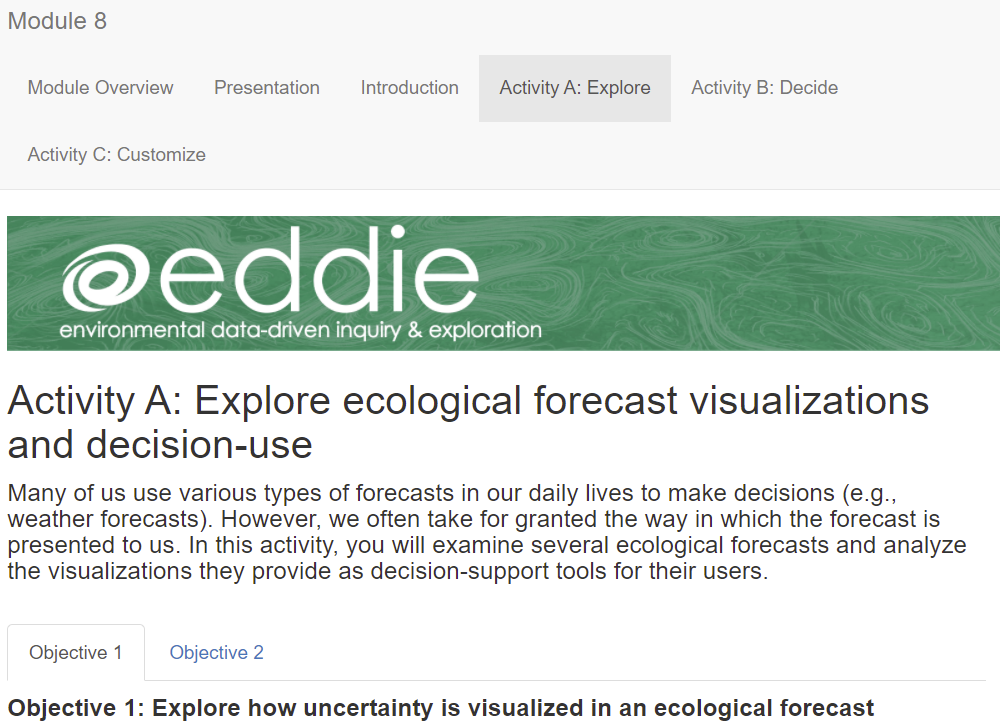 Module 8
Module Overview
Presentation
Introduction
Activity A: Explore
Activity B: Decide
Activity C: Customize
eddie
environmental data-driven inquiry & exploration
Activity A: Explore ecological forecast visualizations
and decision-use
Many of us use various types of forecasts in our daily lives to make decisions (e.g.,
weather forecasts). However, we often take for granted the way in which the forecast is
presented to us. In this activity, you will examine several ecological forecasts and analyze
the visualizations they provide as decision-support tools for their users.
Objective 1
Objective 2
Objective 1: Explore how uncertainty is visualized in an ecological forecast